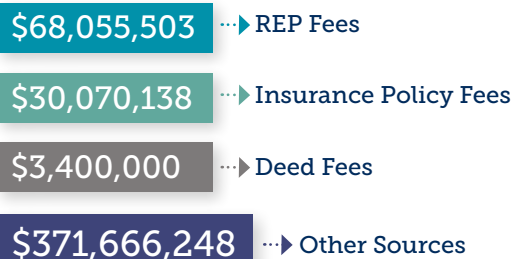 $68,055,503 REP Fees
$30,070,138 Insurance Policy Fees
$3,400,000 Deed Fees
$371,666,248 Other Sources